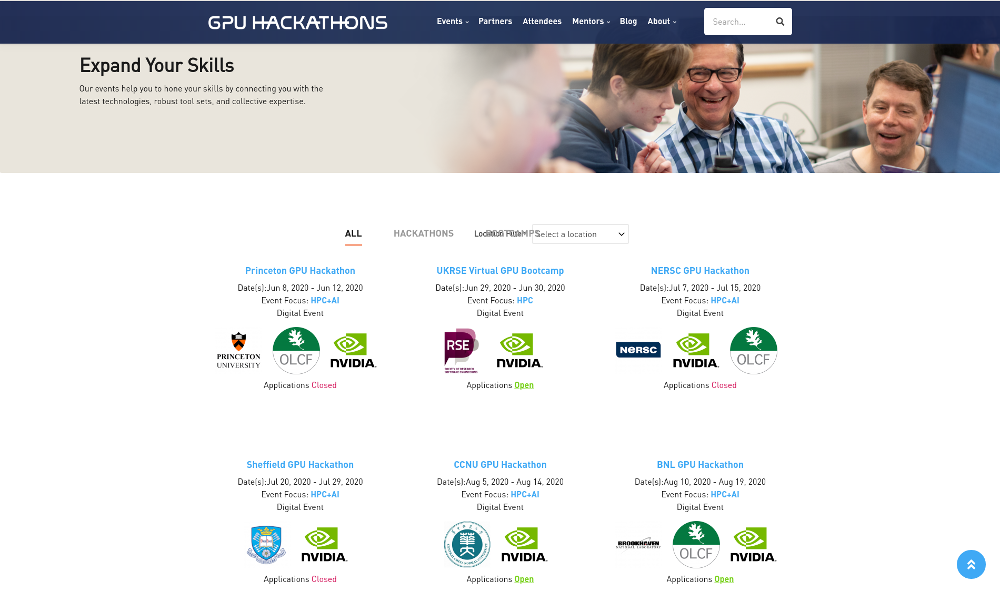 GPU HACKATHONS
Events Partners Attendees Mentors Blog About
Search...
Expand Your Skills
Our events help you to hone your skills by connecting you with the
latest technologies, robust tool sets, and collective expertise.
ALL HACKATHONS BOOTCAMPS
Location Filter Select a location
Princeton GPU Hackathon
Date(s):Jun 8, 2020 - Jun 12, 2020
Event Focus: HPC+AI
Digital Event
PRINCETON
UNIVERSITY
OLCF
NVIDIA.
Applications Closed
UKRSE Virtual GPU Bootcamp
Date(s):Jun 29, 2020 - Jun 30, 2020
Event Focus: HPC
Digital Event
RSE
SOCIETY OF RESEARCH
SOFTWARE ENGINEERING
NVIDIA.
Applications Open
NERSC GPU Hackathon
Date(s):Jul 7, 2020 - Jul 15, 2020
Event Focus: HPC+AI
Digital Event
NERSC
NVIDIA.
OLCF
Applications Closed
Sheffield GPU Hackathon
Date(s):Jul 20, 2020 - Jul 29, 2020
Event Focus: HPC+AI
Digital Event
NVIDIA.
Applications Closed
CCNU GPU Hackathon
Date(s):Aug 5, 2020 - Aug 14, 2020
Event Focus: HPC+AI
Digital Event
CENTRAL CHINA NORMAL UNIVERSITY
NVIDIA.
Applications Open
BNL GPU Hackathon
Date(s):Aug 10, 2020 - Aug 19, 2020
Event Focus: HPC+AI
Digital Event
BROOKHAVEN
NATIONAL LABORATORY
OLCF
NVIDIA.
Applications Open